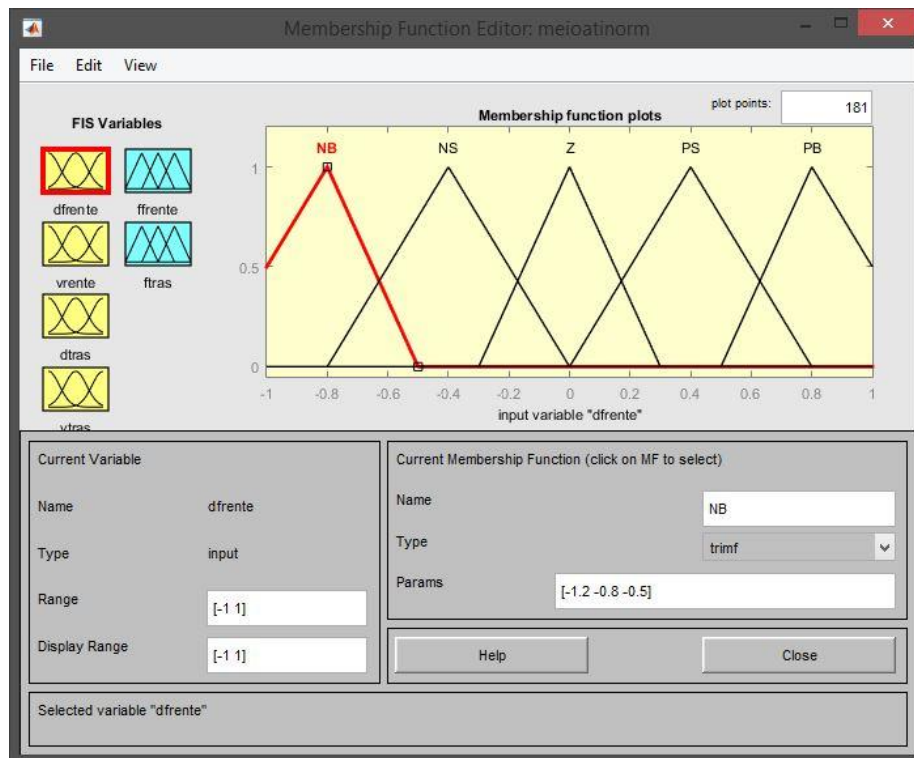 Membership Function Editor: meioatinorm
File Edit View
FIS Variables
dfrente ffrente
vrente ftras
dtras
vtras
plot points: 181
Membership function plots
NB NS Z PS PB
1
0.5
0
-1 -0.8 -0.6 -0.4 -0.2 0 0.2 0.4 0.6 0.8 1
input variable "dfrente"
Current Variable
Name dfrente
Type input
Range [-1 1]
Display Range [-1 1]
Current Membership Function (click on MF to select)
Name NB
Type trimf
Params [-1.2 -0.8 -0.5]
Help Close
Selected variable "dfrente"